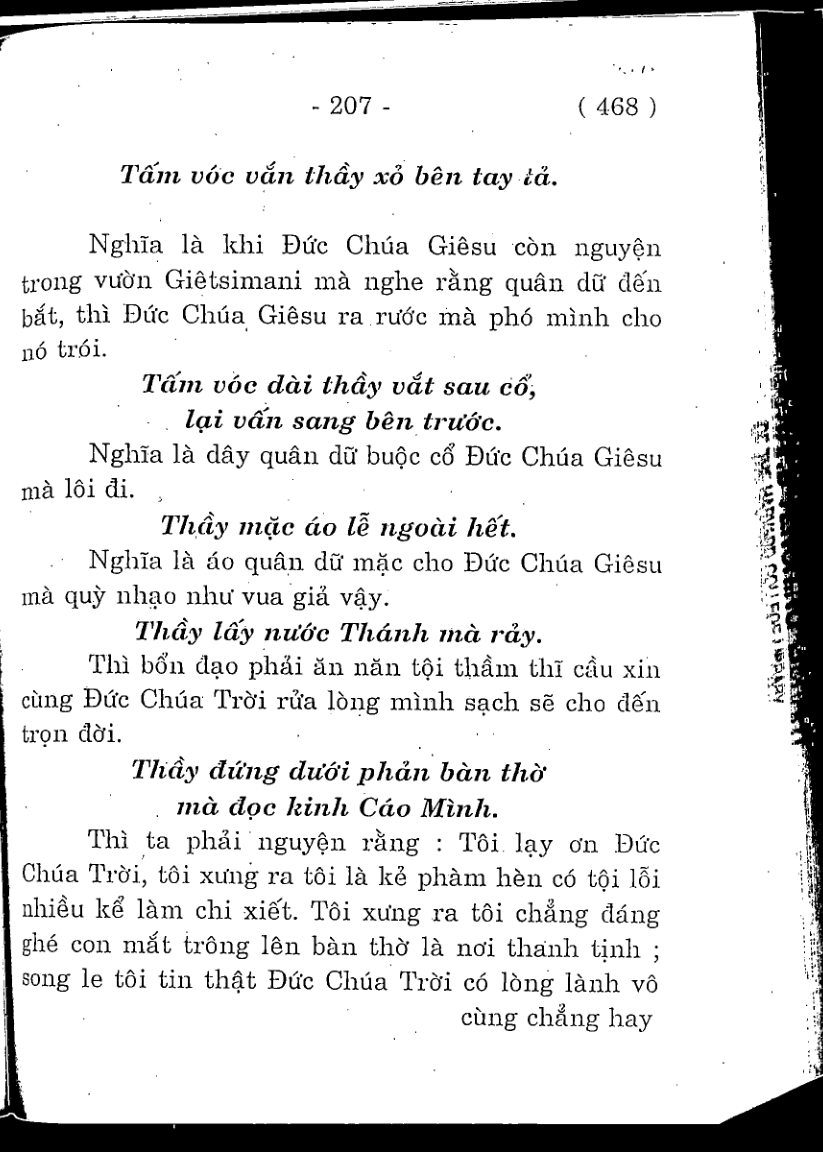 - 207 - ( 468 )
Tấm vóc vắn thầy xỏ bên tay tả.
Nghĩa là khi Đức Chúa Giêsu còn nguyện
trong vườn Giêtsimani mà nghe rằng quân dữ đến
bắt, thì Đức Chúa Giêsu ra rước mà phó mình cho
nó trói.
Tấm vóc dài thầy vắt sau cổ,
lại vấn sang bên trước.
Nghĩa là dây quân dữ buộc cổ Đức Chúa Giêsu
mà lôi đi.
Thầy mặc áo lễ ngoài hết.
Nghĩa là áo quân dữ mặc cho Đức Chúa Giêsu
mà quỳ nhạo như vua giả vậy.
Thầy lấy nước Thánh mà rảy.
Thì bổn đạo phải ăn năn tội thầm thĩ cầu xin
cùng Đức Chúa Trời rửa lòng mình sạch sẽ cho đến
trọn đời.
Thầy đứng dưới phản bàn thờ
mà đọc kinh Cáo Mình.
Thì ta phải nguyện rằng : Tôi lạy ơn Đức
Chúa Trời, tôi xưng ra tôi là kẻ phàm hèn có tội lỗi
nhiều kể làm chi xiết. Tôi xưng ra tôi chẳng đáng
ghé con mắt trông lên bàn thờ là nơi thanh tịnh ;
song le tôi tin thật Đức Chúa Trời có lòng lành vô
cùng chẳng hay